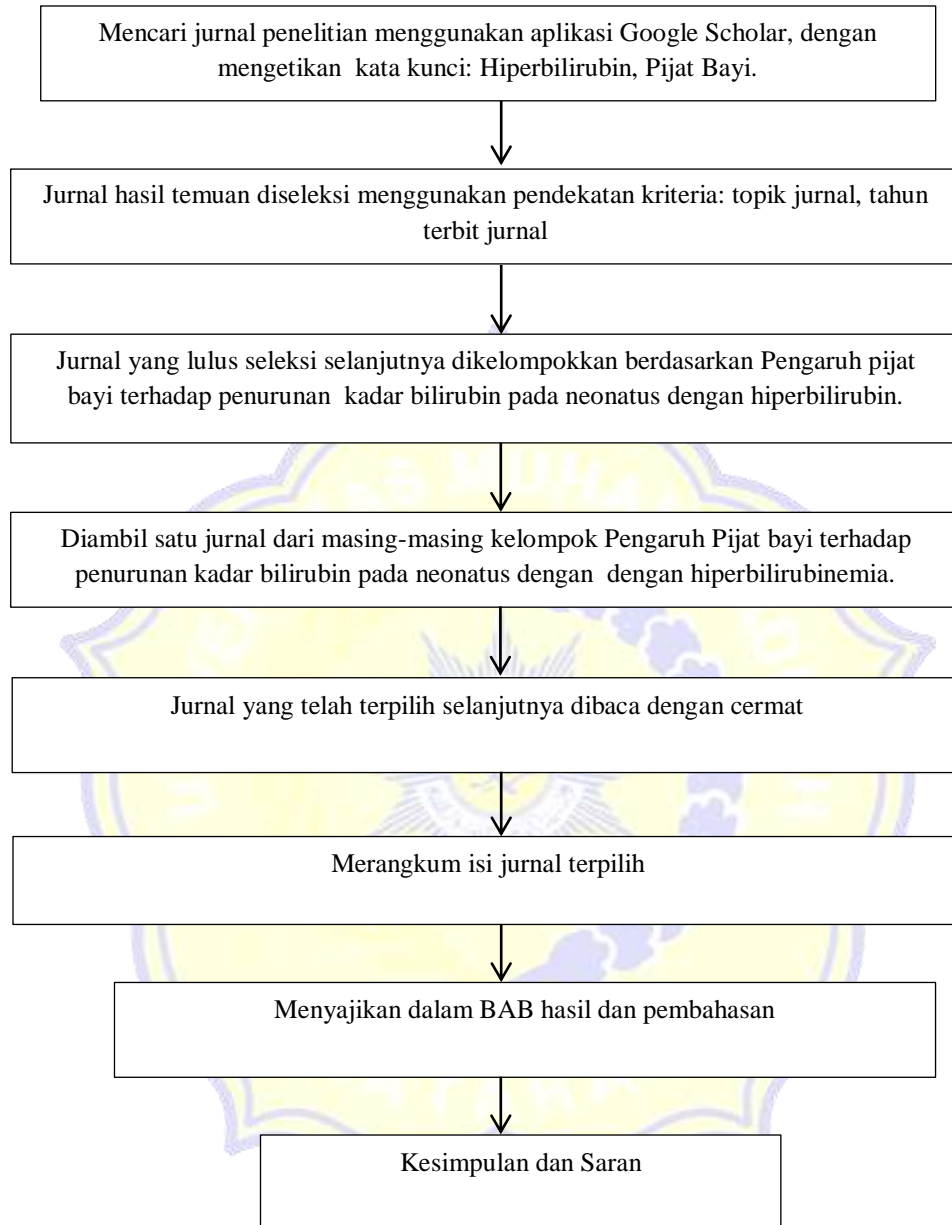 Mencari jurnal penelitian menggunakan aplikasi Google Scholar, dengan
mengetikan kata kunci: Hiperbilirubin, Pijat Bayi.
Jurnal hasil temuan diseleksi menggunakan pendekatan kriteria: topik jurnal, tahun
terbit jurnal
Jurnal yang lulus seleksi selanjutnya dikelompokkan berdasarkan Pengaruh pijat
bayi terhadap penurunan kadar bilirubin pada neonatus dengan hiperbilirubin.
Diambil satu jurnal dari masing-masing kelompok Pengaruh Pijat bayi terhadap
penurunan kadar bilirubin pada neonatus dengan dengan hiperbilirubinemia.
Jurnal yang telah terpilih selanjutnya dibaca dengan cermat
Merangkum isi jurnal terpilih
Menyajikan dalam BAB hasil dan pembahasan
Kesimpulan dan Saran